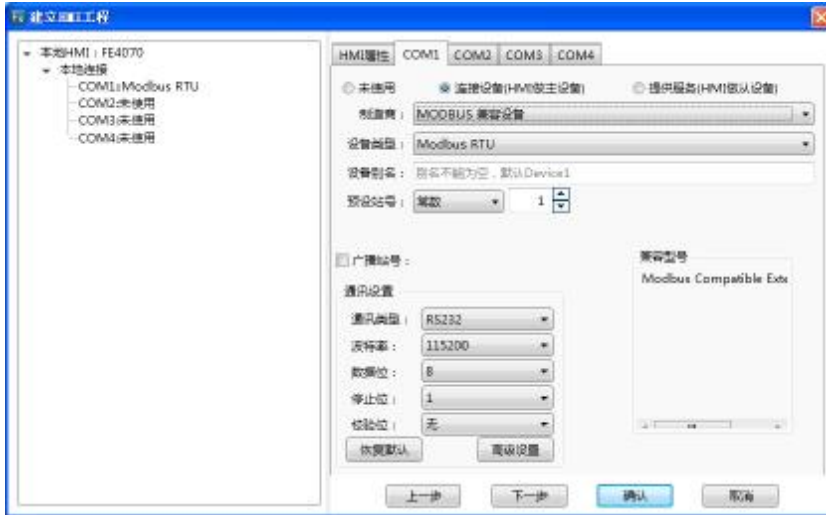 建立HMI工程
本地HMI : FE4070
本地连接
COM1:Modbus RTU
COM2:未使用
COM3:未使用
COM4:未使用
HMI属性 COM1 COM2 COM3 COM4
未使用 连接设备(HMI做主设备) 提供服务(HMI做从设备)
制造商 : MODBUS 兼容设备
设备类型 : Modbus RTU
设备别名 : 别名不能为空，默认Device1
预设站号 : 常数 1
广播站号 :
兼容型号
Modbus Compatible Exte
通讯设置
通讯类型 : RS232
波特率 : 115200
数据位 : 8
停止位 : 1
校验位 : 无
恢复默认 高级设置
上一步 下一步 确认 取消